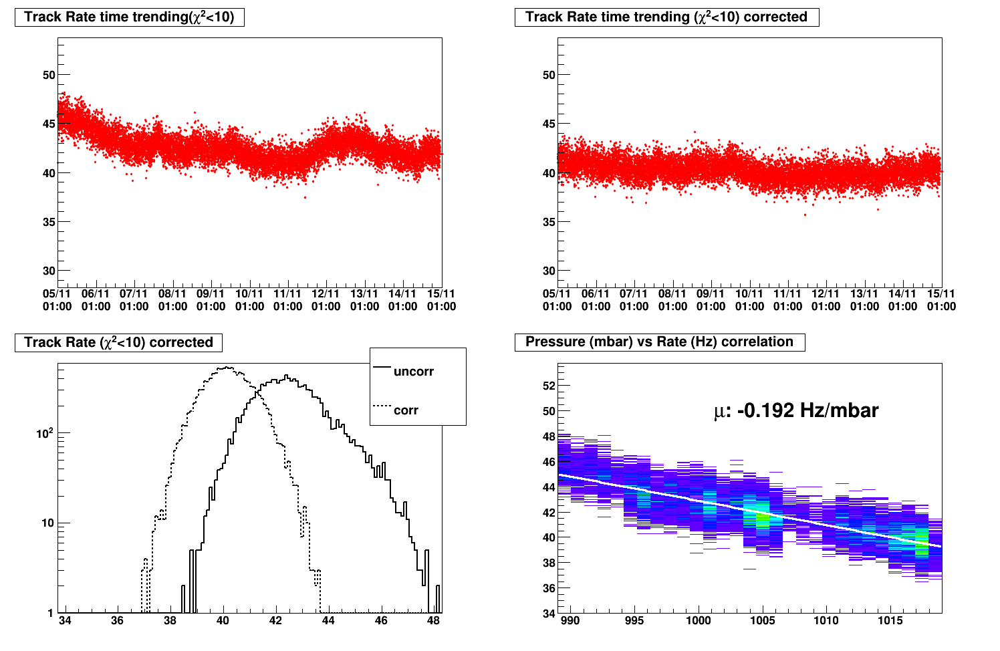 Track Rate time trending(χ²<10)
50
45
40
35
30
05/11 06/11 07/11 08/11 09/11 10/11 11/11 12/11 13/11 14/11 15/11
01:00 01:00 01:00 01:00 01:00 01:00 01:00 01:00 01:00 01:00 01:00
Track Rate time trending (χ²<10) corrected
50
45
40
35
30
05/11 06/11 07/11 08/11 09/11 10/11 11/11 12/11 13/11 14/11 15/11
01:00 01:00 01:00 01:00 01:00 01:00 01:00 01:00 01:00 01:00 01:00
Track Rate (χ²<10) corrected
uncorr
corr
10²
10
1
34 36 38 40 42 44 46 48
Pressure (mbar) vs Rate (Hz) correlation
μ: -0.192 Hz/mbar
52
50
48
46
44
42
40
38
36
34
990 995 1000 1005 1010 1015